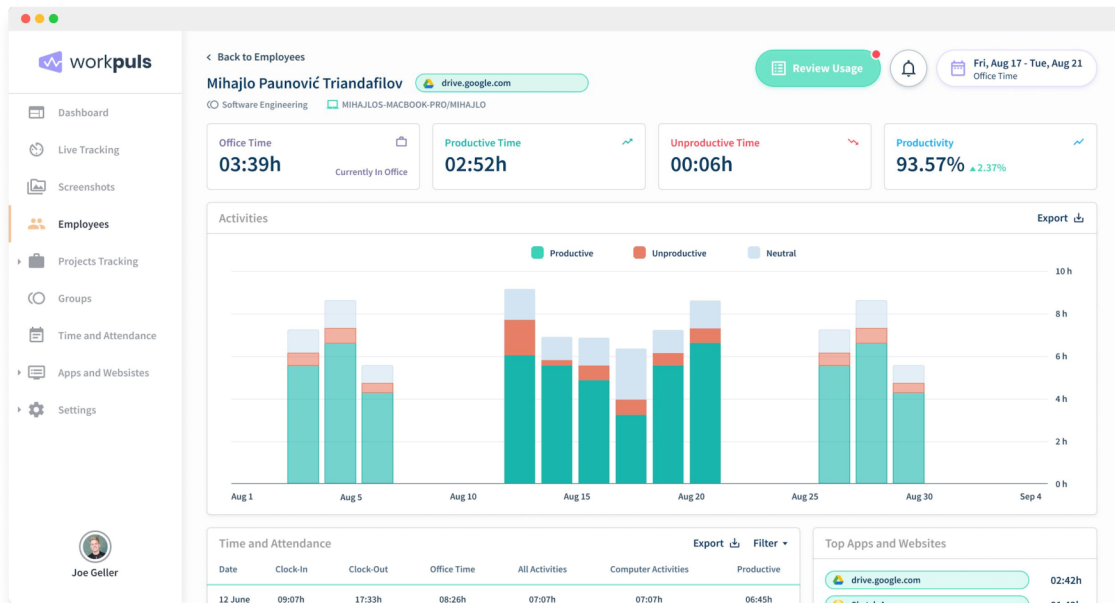 workpuls
Dashboard
Live Tracking
Screenshots
Employees
Projects Tracking
Groups
Time and Attendance
Apps and Websistes
Settings
Joe Geller
Back to Employees
Mihajlo Paunović Triandafilov
drive.google.com
Software Engineering
MIHAJLOS-MACBOOK-PRO/MIHAJLO
Review Usage
Fri, Aug 17 - Tue, Aug 21
Office Time
Office Time
03:39h
Currently In Office
Productive Time
02:52h
Unproductive Time
00:06h
Productivity
93.57% 2.37%
Activities
Export
Productive Unproductive Neutral
10 h
8 h
6 h
4 h
2 h
0 h
Aug 1 Aug 5 Aug 10 Aug 15 Aug 20 Aug 25 Aug 30 Sep 4
Time and Attendance
Export Filter
Date Clock-In Clock-Out Office Time All Activities Computer Activities Productive
12 June 09:07h 17:33h 08:26h 07:07h 07:07h 06:45h
Top Apps and Websites
drive.google.com 02:42h